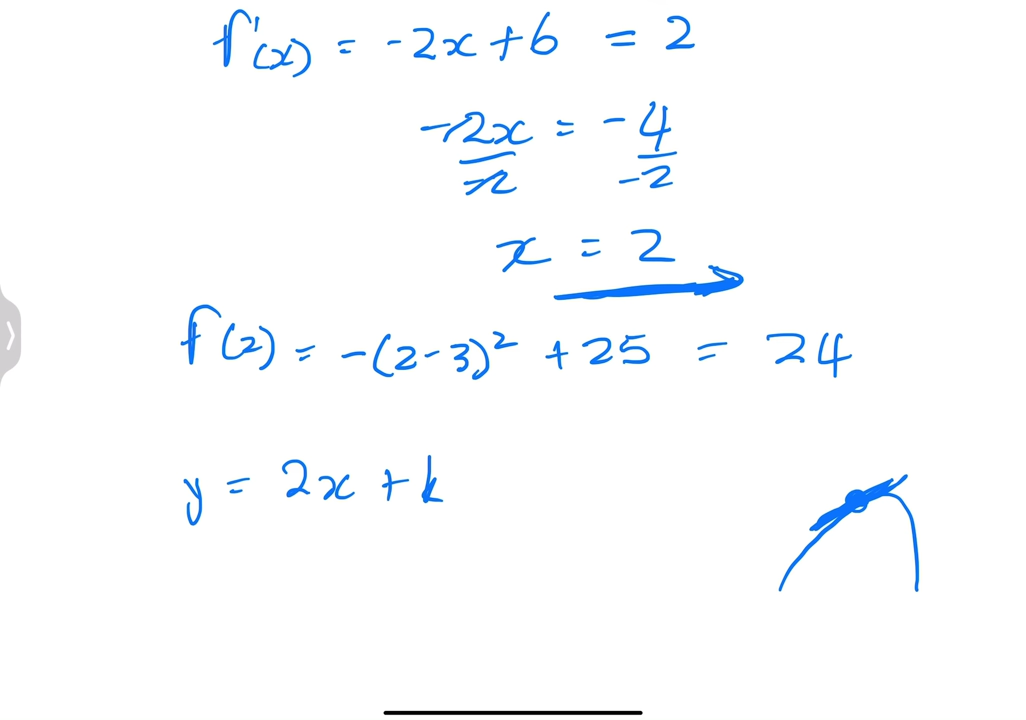 f'(x) = -2x + 6 = 2
-2x/-2 = -4/-2
x = 2
f(2) = -(2-3)² + 25 = 24
y = 2x + k